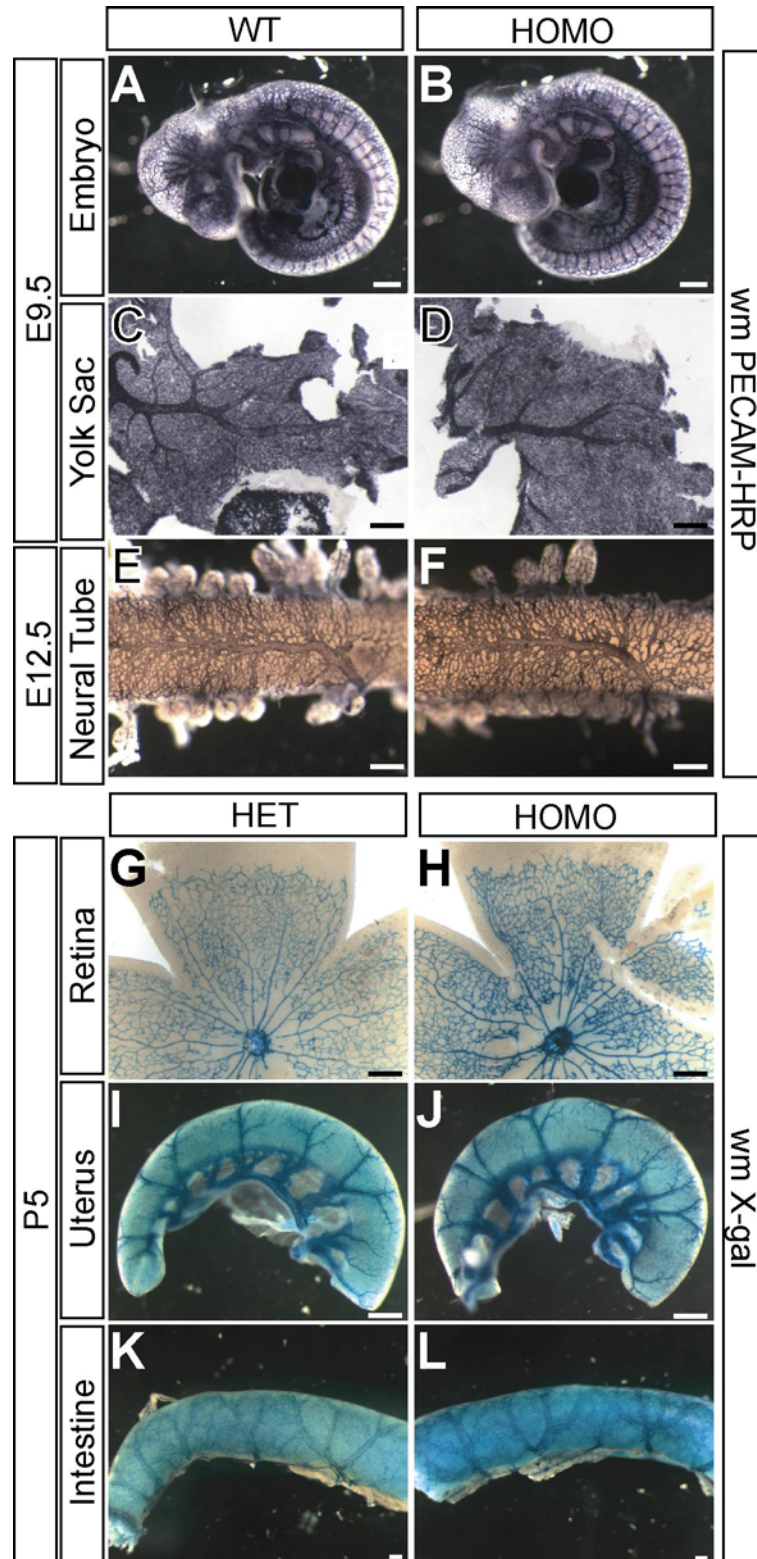 WT HOMO
E9.5
Embryo
A B
wm PECAM-HRP
Yolk Sac
C D
E12.5
Neural Tube
E F
HET HOMO
P5
Retina
G H
wm X-gal
Uterus
I J
Intestine
K L